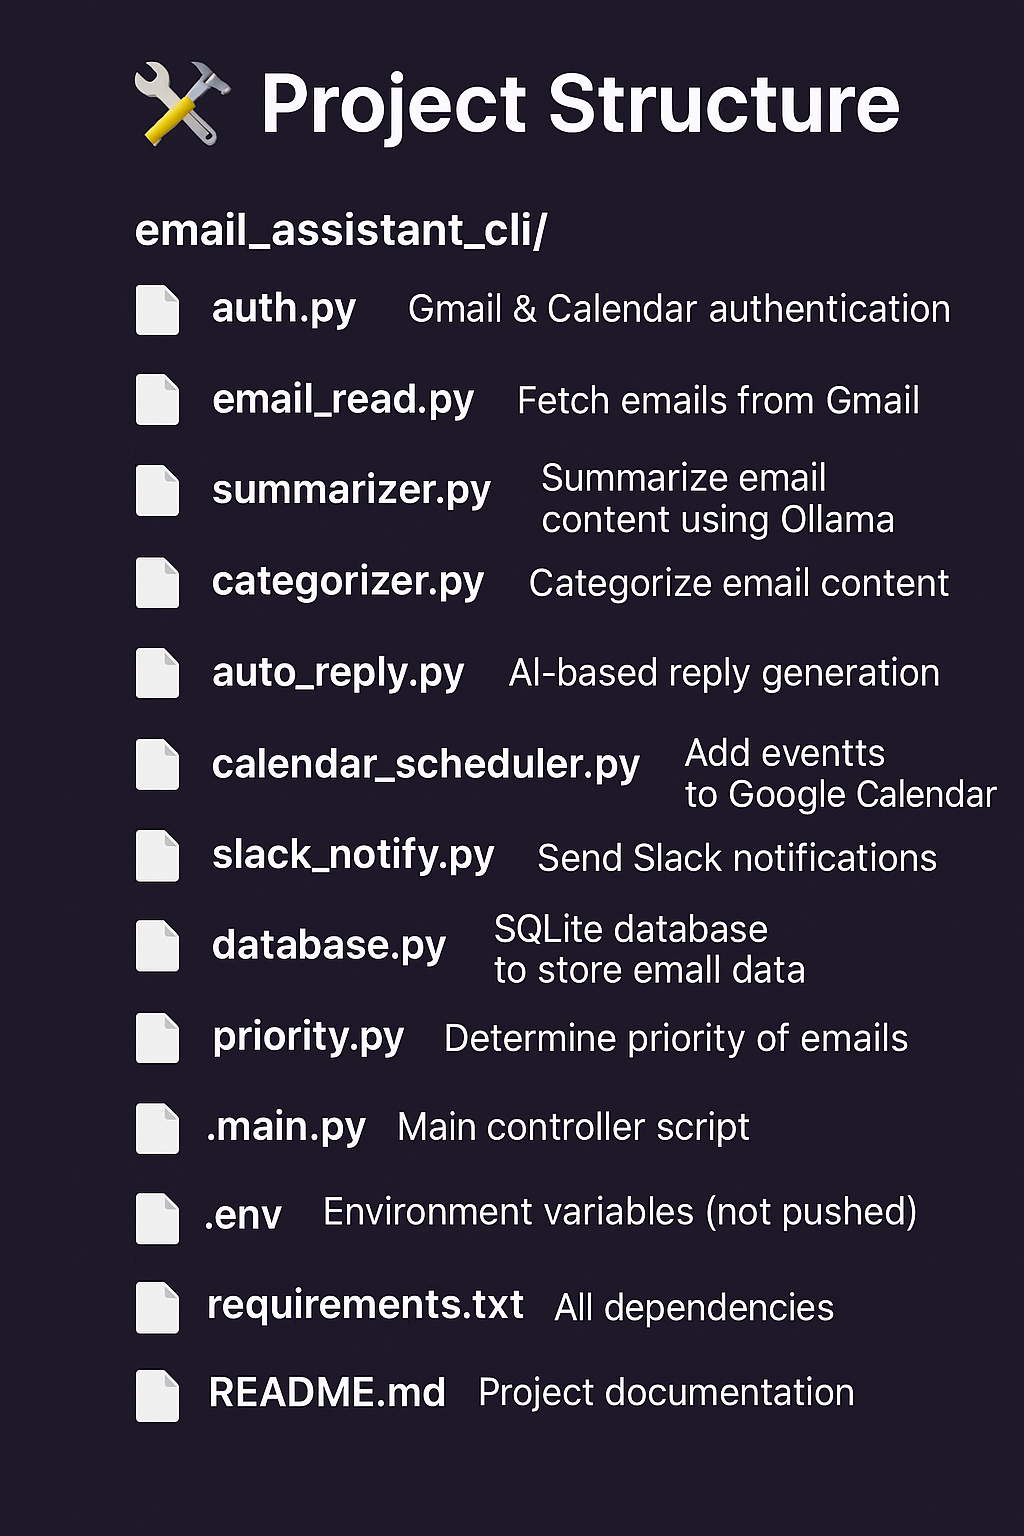 Project Structure
email_assistant_cli/
auth.py Gmail & Calendar authentication
email_read.py Fetch emails from Gmail
summarizer.py Summarize email
content using Ollama
categorizer.py Categorize email content
auto_reply.py AI-based reply generation
calendar_scheduler.py Add eventts
to Google Calendar
slack_notify.py Send Slack notifications
database.py SQLite database
to store emall data
priority.py Determine priority of emails
.main.py Main controller script
.env Environment variables (not pushed)
requirements.txt All dependencies
README.md Project documentation